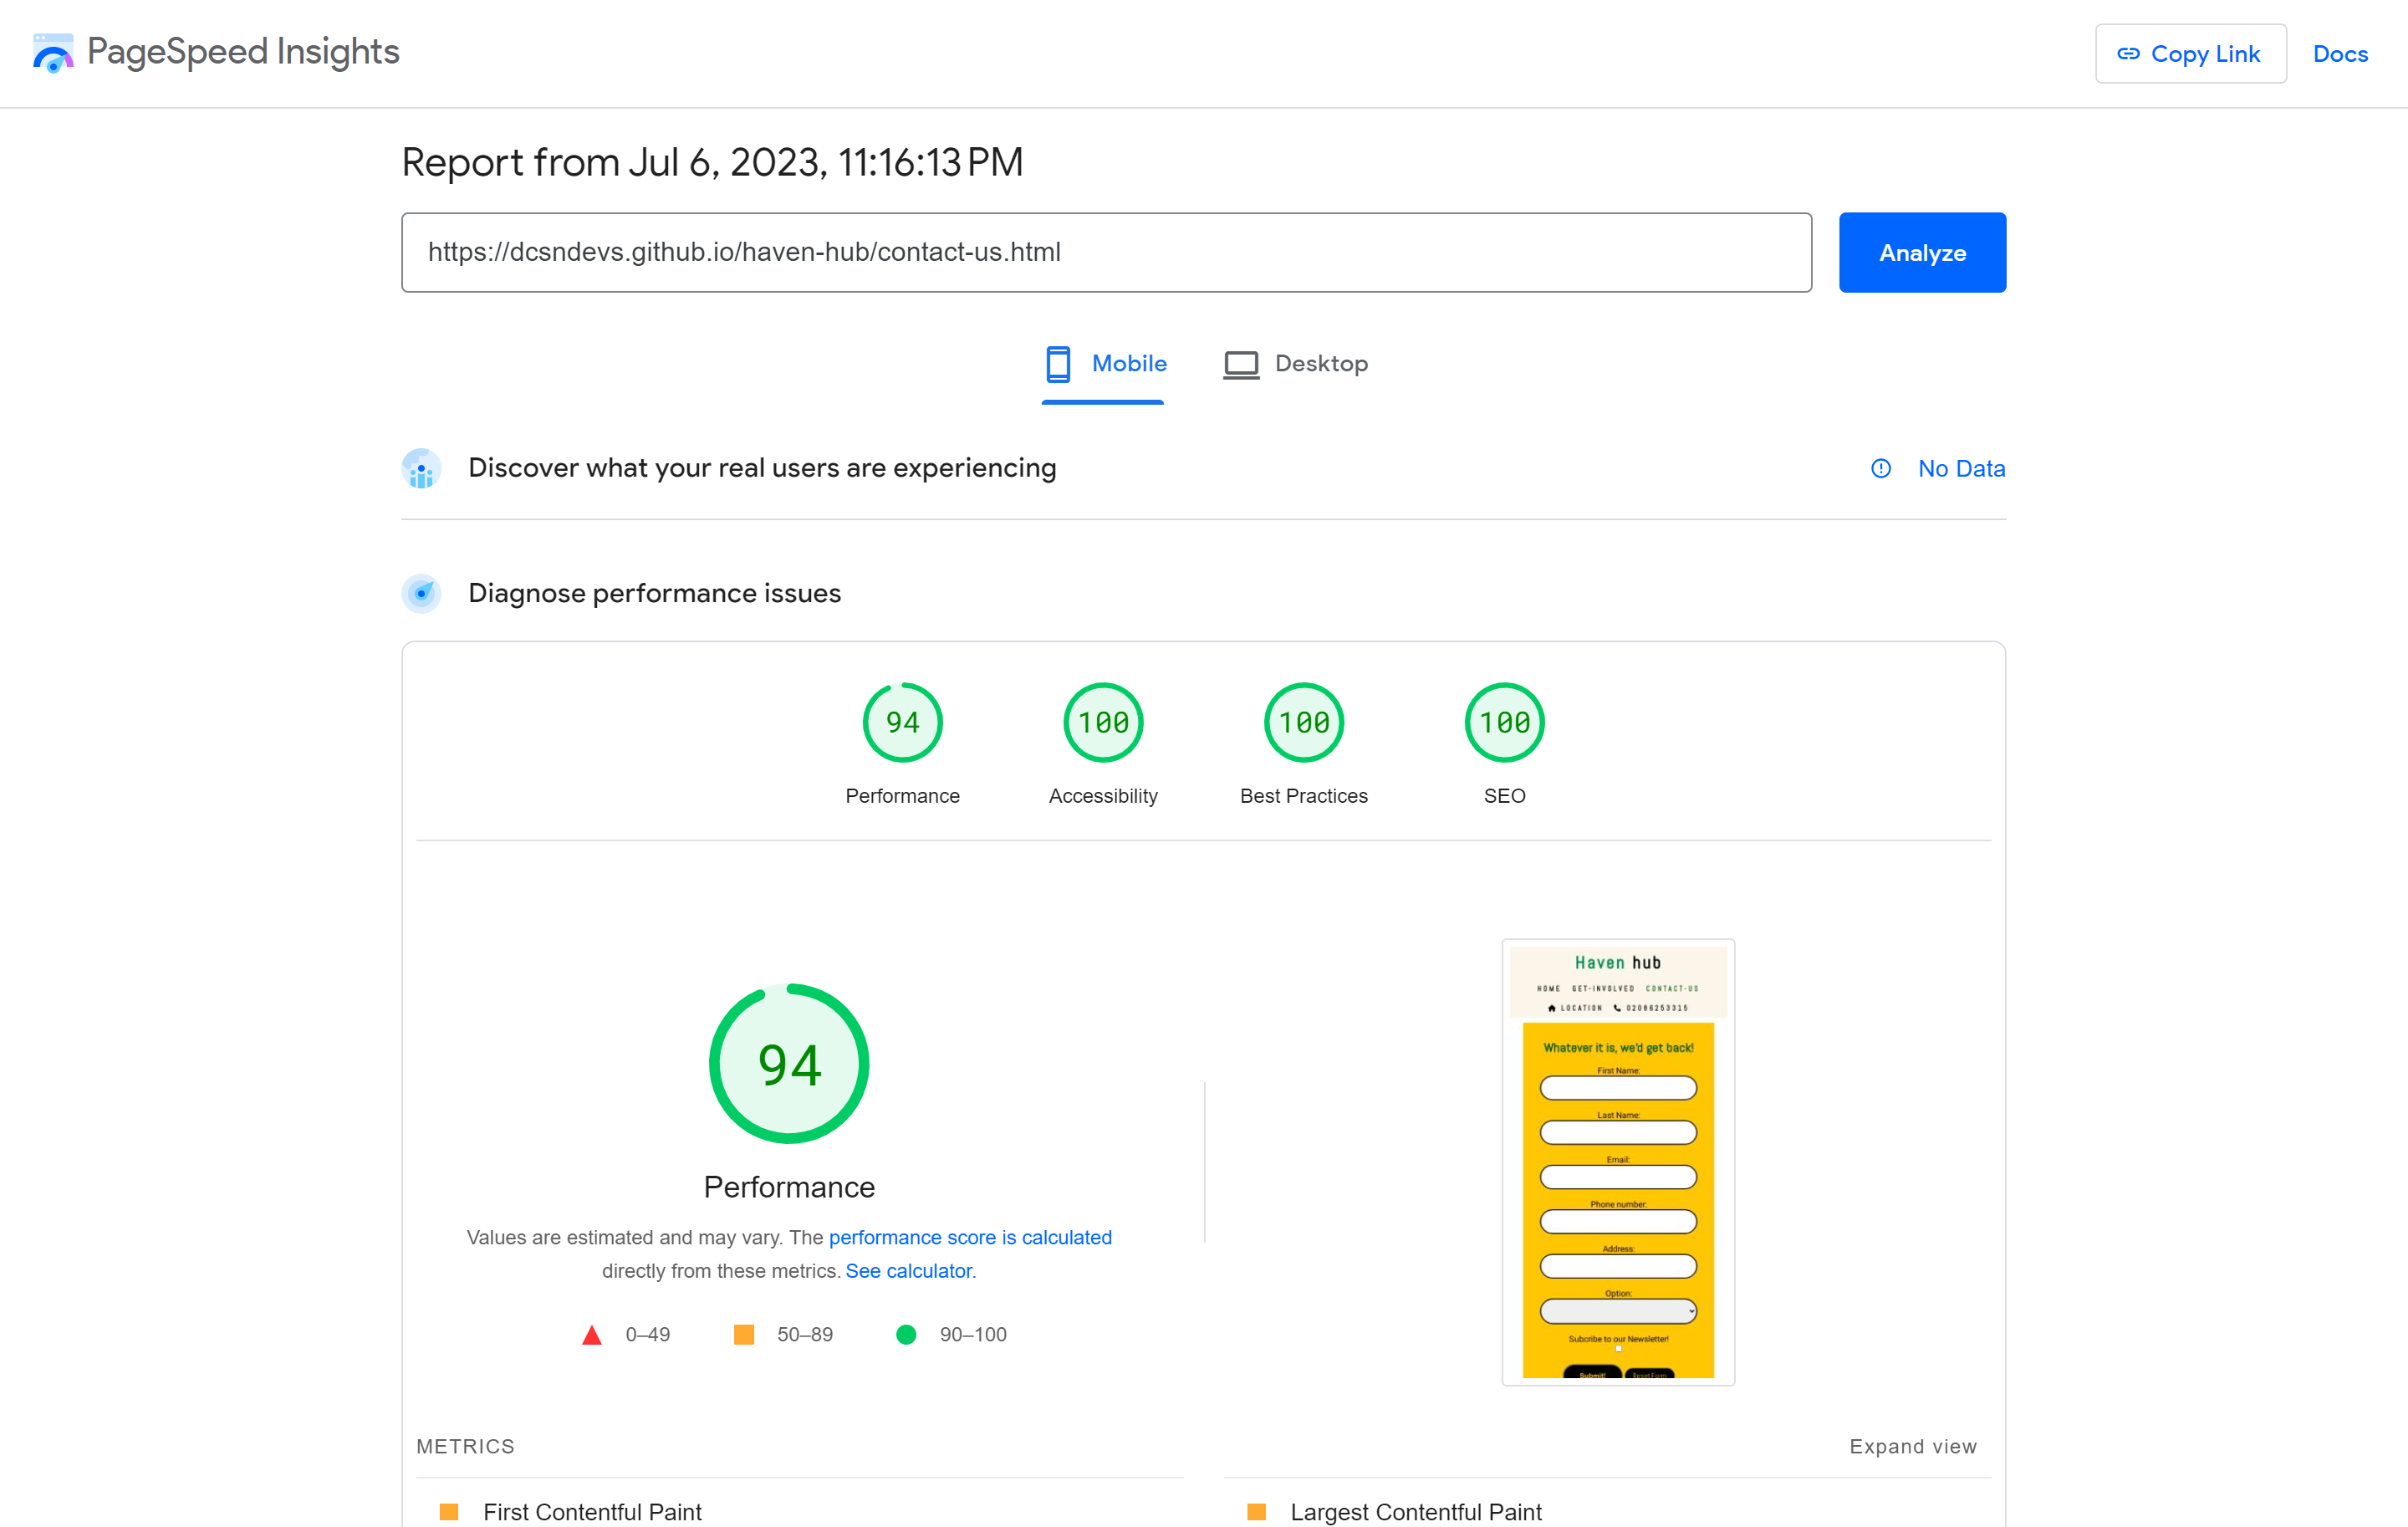 PageSpeed Insights
Copy Link
Docs
Report from Jul 6, 2023, 11:16:13 PM
https://dcsndevs.github.io/haven-hub/contact-us.html
Analyze
Mobile
Desktop
Discover what your real users are experiencing
No Data
Diagnose performance issues
94
100
100
100
Performance
Accessibility
Best Practices
SEO
94
Performance
Values are estimated and may vary. The performance score is calculated
directly from these metrics. See calculator.
0–49
50–89
90–100
Haven hub
HOME GET-INVOLVED CONTACT-US
LOCATION 02086253315
Whatever it is, we'd get back!
First Name:
Last Name:
Email:
Phone number:
Address:
Option:
Subcribe to our Newsletter!
Submit!
Reset Form
METRICS
Expand view
First Contentful Paint
Largest Contentful Paint